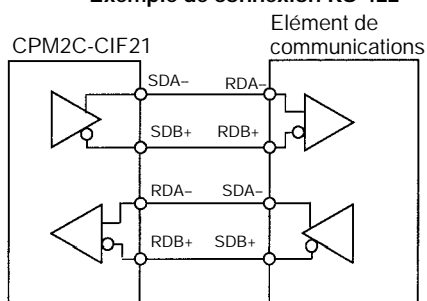 Exemple de connexion RS-422
Elément de
CPM2C-CIF21 communications
SDA– RDA–
SDB+ RDB+
RDA– SDA–
RDB+ SDB+